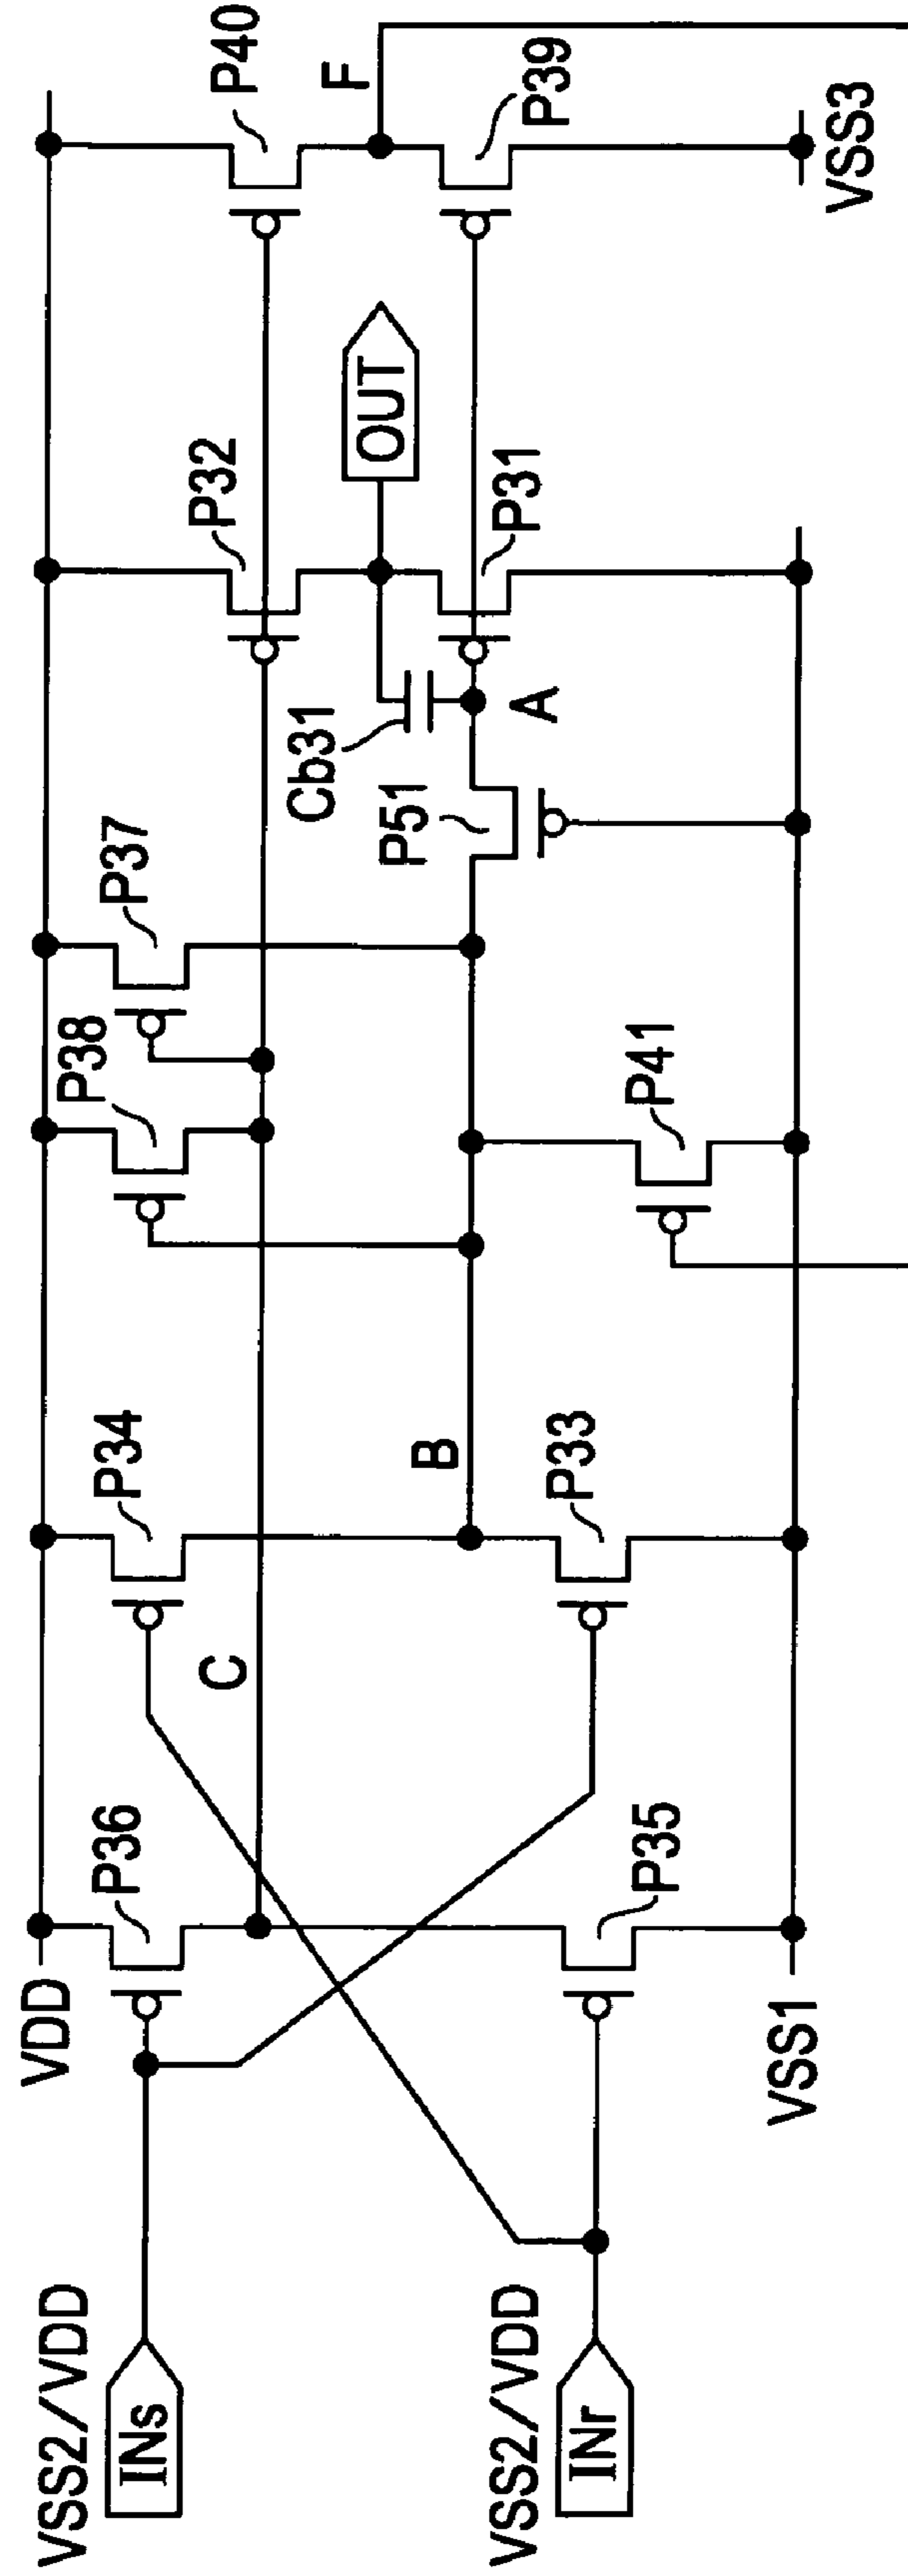 VSS2/VDD
INs
VSS2/VDD
INr
VDD
VSS1
P36
P35
C
P34
B
P33
P38
P37
P41
P51
Cb31
A
P32
OUT
P31
P40
F
P39
VSS3